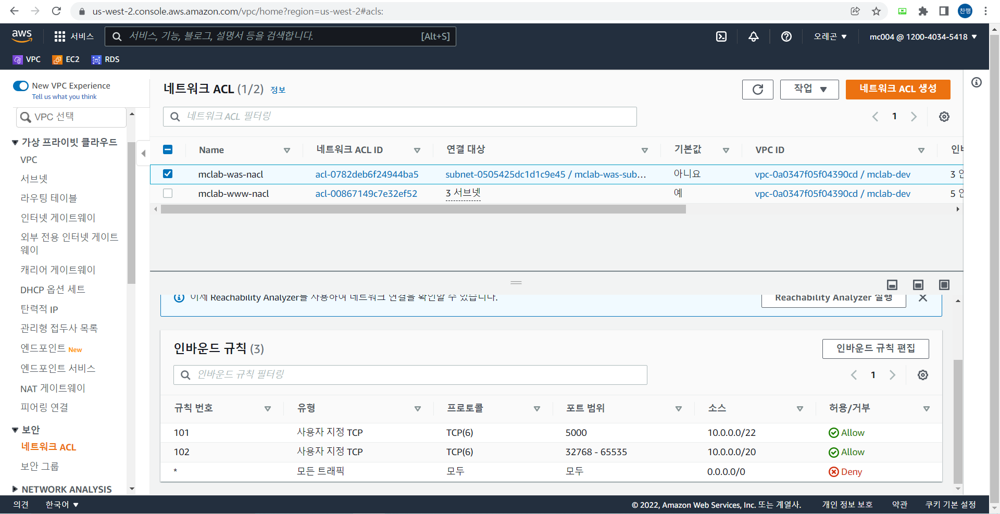 us-west-2.console.aws.amazon.com/vpc/home?region=us-west-2#acls:
찬행
aws
서비스
서비스, 기능, 블로그, 설명서 등을 검색합니다.
[Alt+S]
오레곤
mc004 @ 1200-4034-5418
VPC
EC2
RDS
New VPC Experience
Tell us what you think
VPC 선택
가상 프라이빗 클라우드
VPC
서브넷
라우팅 테이블
인터넷 게이트웨이
외부 전용 인터넷 게이트
웨이
캐리어 게이트웨이
DHCP 옵션 세트
탄력적 IP
관리형 접두사 목록
엔드포인트 New
엔드포인트 서비스
NAT 게이트웨이
피어링 연결
보안
네트워크 ACL
보안 그룹
NETWORK ANALYSIS
네트워크 ACL (1/2) 정보
작업
네트워크 ACL 생성
네트워크 ACL 필터링
1
Name 네트워크 ACL ID 연결 대상 기본값 VPC ID 인바
mclab-was-nacl acl-0782deb6f24944ba5 subnet-0505425dc1d1c9e45 / mclab-was-sub... 아니요 vpc-0a0347f05f04390cd / mclab-dev 3 인
mclab-www-nacl acl-00867149c7e32ef52 3 서브넷 예 vpc-0a0347f05f04390cd / mclab-dev 5 인
이제 Reachability Analyzer를 사용하여 네트워크 연결을 확인할 수 있습니다.
Reachability Analyzer 실행
인바운드 규칙 (3)
인바운드 규칙 편집
인바운드 규칙 필터링
1
규칙 번호 유형 프로토콜 포트 범위 소스 허용/거부
101 사용자 지정 TCP TCP(6) 5000 10.0.0.0/22 Allow
102 사용자 지정 TCP TCP(6) 32768 - 65535 10.0.0.0/20 Allow
* 모든 트래픽 모두 모두 0.0.0.0/0 Deny
의견
한국어
© 2022, Amazon Web Services, Inc. 또는 계열사.
개인 정보 보호
약관
쿠키 기본 설정